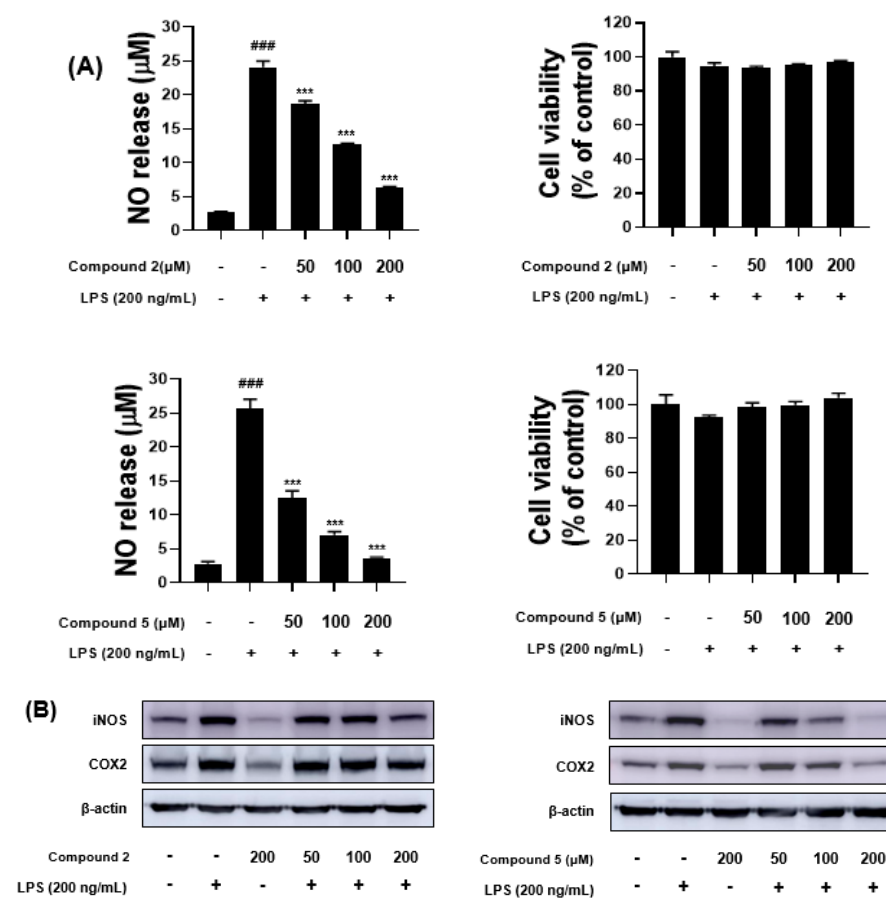 (A)
NO release (μM)
30
25
20
15
10
5
0
###
***
***
***
Compound 2(μM) - - 50 100 200
LPS (200 ng/mL) - + + + +
Cell viability
(% of control)
120
100
80
60
40
20
0
Compound 2 (μM) - - 50 100 200
LPS (200 ng/mL) - + + + +
NO release (μM)
30
25
20
15
10
5
0
###
***
***
***
Compound 5 (μM) - - 50 100 200
LPS (200 ng/mL) - + + + +
Cell viability
(% of control)
120
100
80
60
40
20
0
Compound 5 (μM) - - 50 100 200
LPS (200 ng/mL) - + + + +
(B)
iNOS
COX2
β-actin
Compound 2 - - 200 50 100 200
LPS (200 ng/mL) - + - + + +
iNOS
COX2
β-actin
Compound 5 (μM) - - 200 50 100 200
LPS (200 ng/mL) - + - + + +